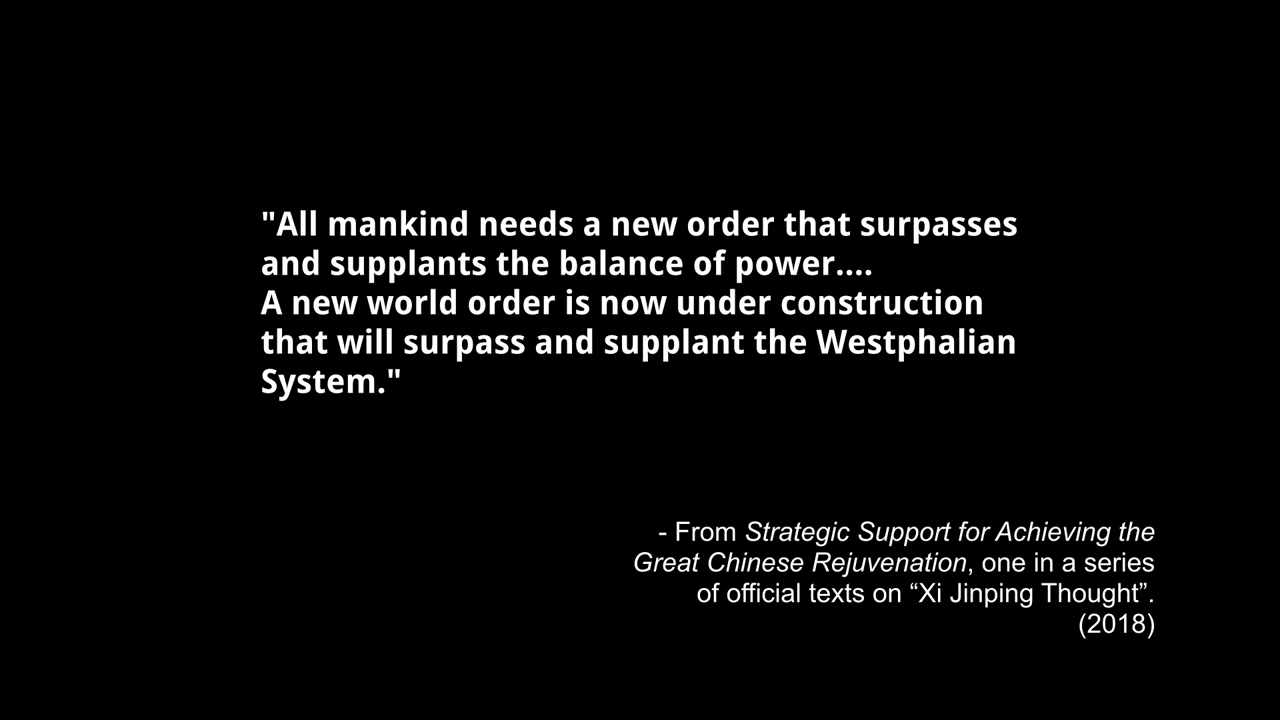 "All mankind needs a new order that surpasses
and supplants the balance of power....
A new world order is now under construction
that will surpass and supplant the Westphalian
System."
- From Strategic Support for Achieving the
Great Chinese Rejuvenation, one in a series
of official texts on “Xi Jinping Thought”.
(2018)